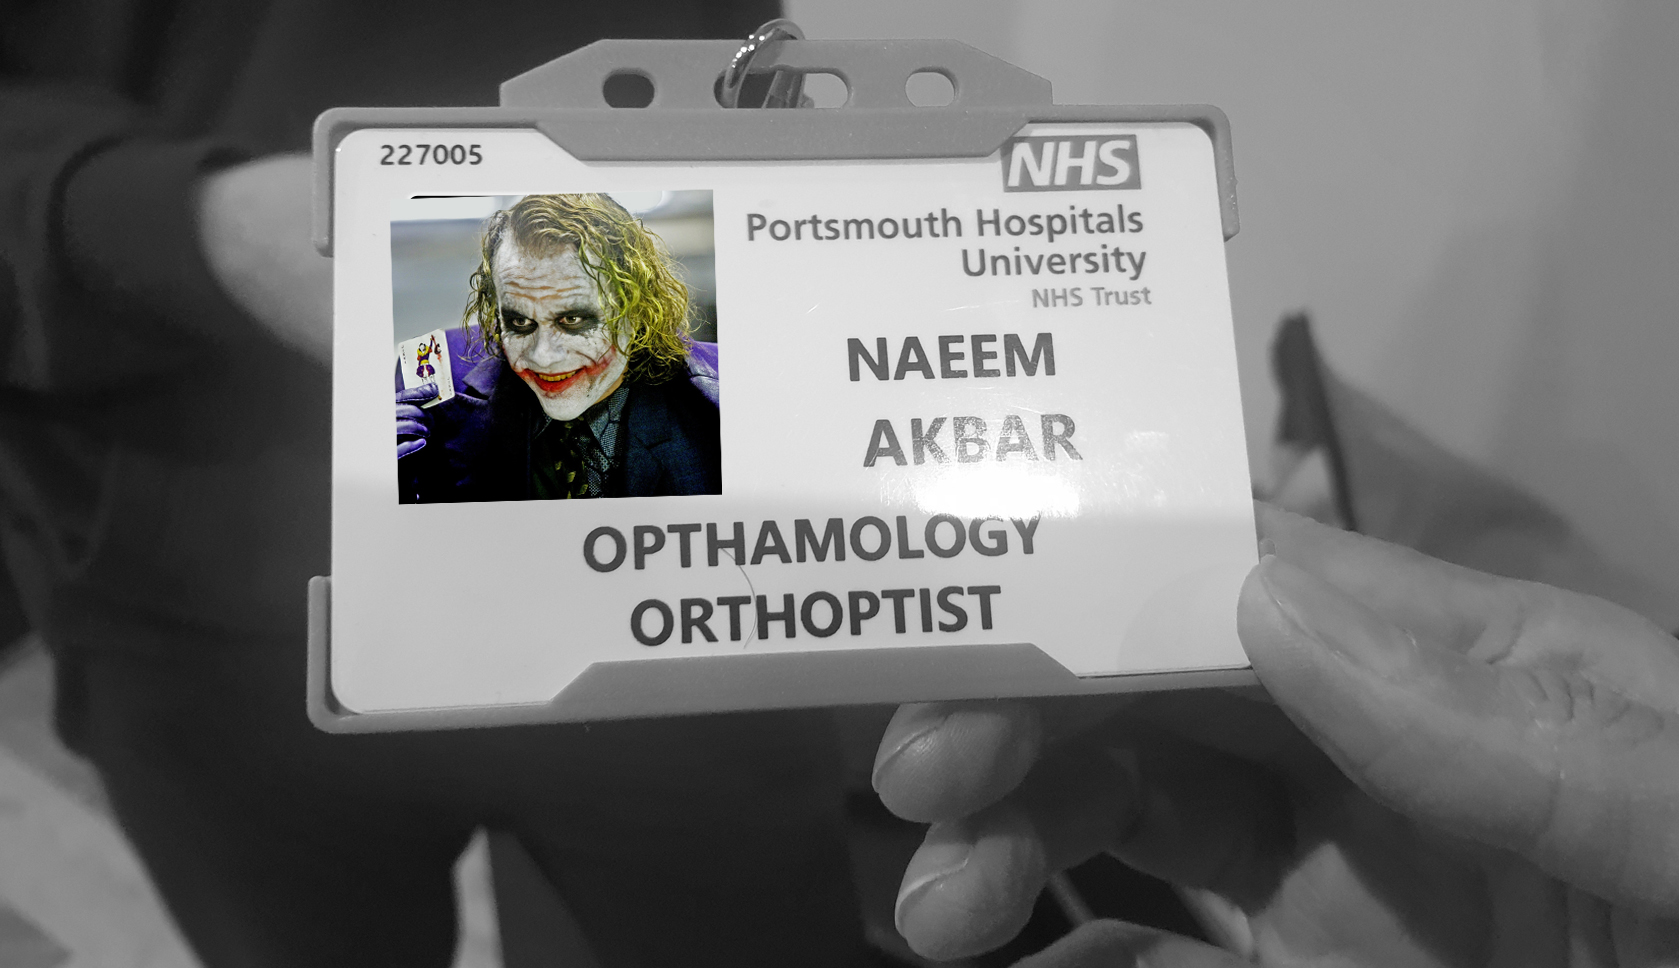 227005
NHS
Portsmouth Hospitals
University
NHS Trust
NAEEM
AKBAR
OPTHAMOLOGY
ORTHOPTIST